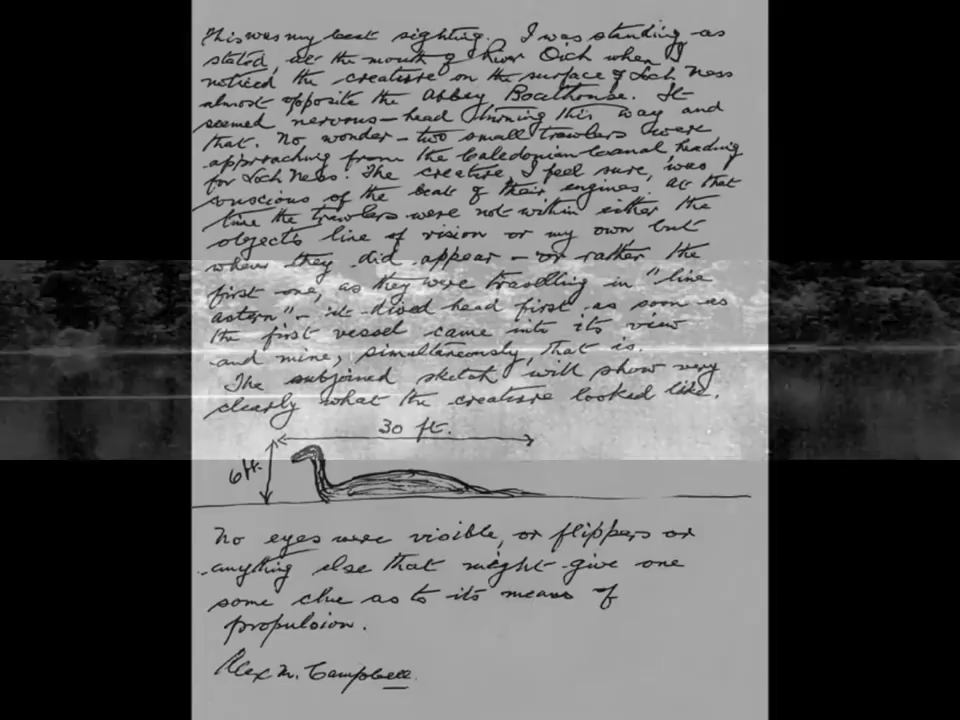 This was my best sighting. I was standing as
stated, at the mouth of River Oich when I
noticed the creature on the surface of Loch Ness
almost opposite the Abbey Boathouse. It
seemed nervous - head turning this way and
that. No wonder - two small trawlers were
approaching from the Caledonian Canal heading
for Loch Ness. The creature, I feel sure, was
conscious of the beat of their engines. At that
time the trawlers were not within either the
object's line of vision or my own but
when they did appear - or rather the
first one, as they were travelling in "line
astern" - it dived head first as soon as
the first vessel came into its view
and mine, simultaneously, that is.
The subjoined sketch will show very
clearly what the creature looked like.
30 ft.
6 ft.
No eyes were visible, or flippers or
anything else that might give one
some clue as to its means of
propulsion.
Alex M. Campbell